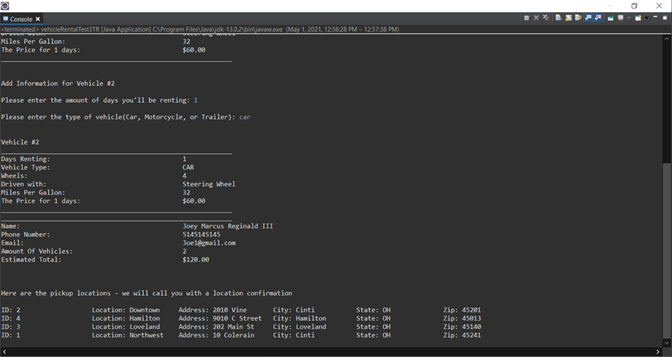 Console
<terminated> vehicleRentalTest3TR [Java Application] C:\Program Files\Java\jdk-13.0.2\bin\javaw.exe (May 1, 2021, 12:56:28 PM – 12:57:38 PM)
Driven with: Steering Wheel
Miles Per Gallon: 32
The Price for 1 days: $60.00
Add Information for Vehicle #2
Please enter the amount of days you'll be renting: 1
Please enter the type of vehicle(Car, Motorcycle, or Trailer): car
Vehicle #2
Days Renting: 1
Vehicle Type: CAR
Wheels: 4
Driven with: Steering Wheel
Miles Per Gallon: 32
The Price for 1 days: $60.00
Name: Joey Marcus Reginald III
Phone Number: 5145145145
Email: Joe1@gmail.com
Amount Of Vehicles: 2
Estimated Total: $120.00
Here are the pickup locations - we will call you with a location confirmation
ID: 2 Location: Downtown Address: 2010 Vine City: Cinti State: OH Zip: 45201
ID: 4 Location: Hamilton Address: 9010 C Street City: Hamilton State: OH Zip: 45013
ID: 3 Location: Loveland Address: 202 Main St City: Loveland State: OH Zip: 45140
ID: 1 Location: Northwest Address: 10 Colerain City: Cinti State: OH Zip: 45241